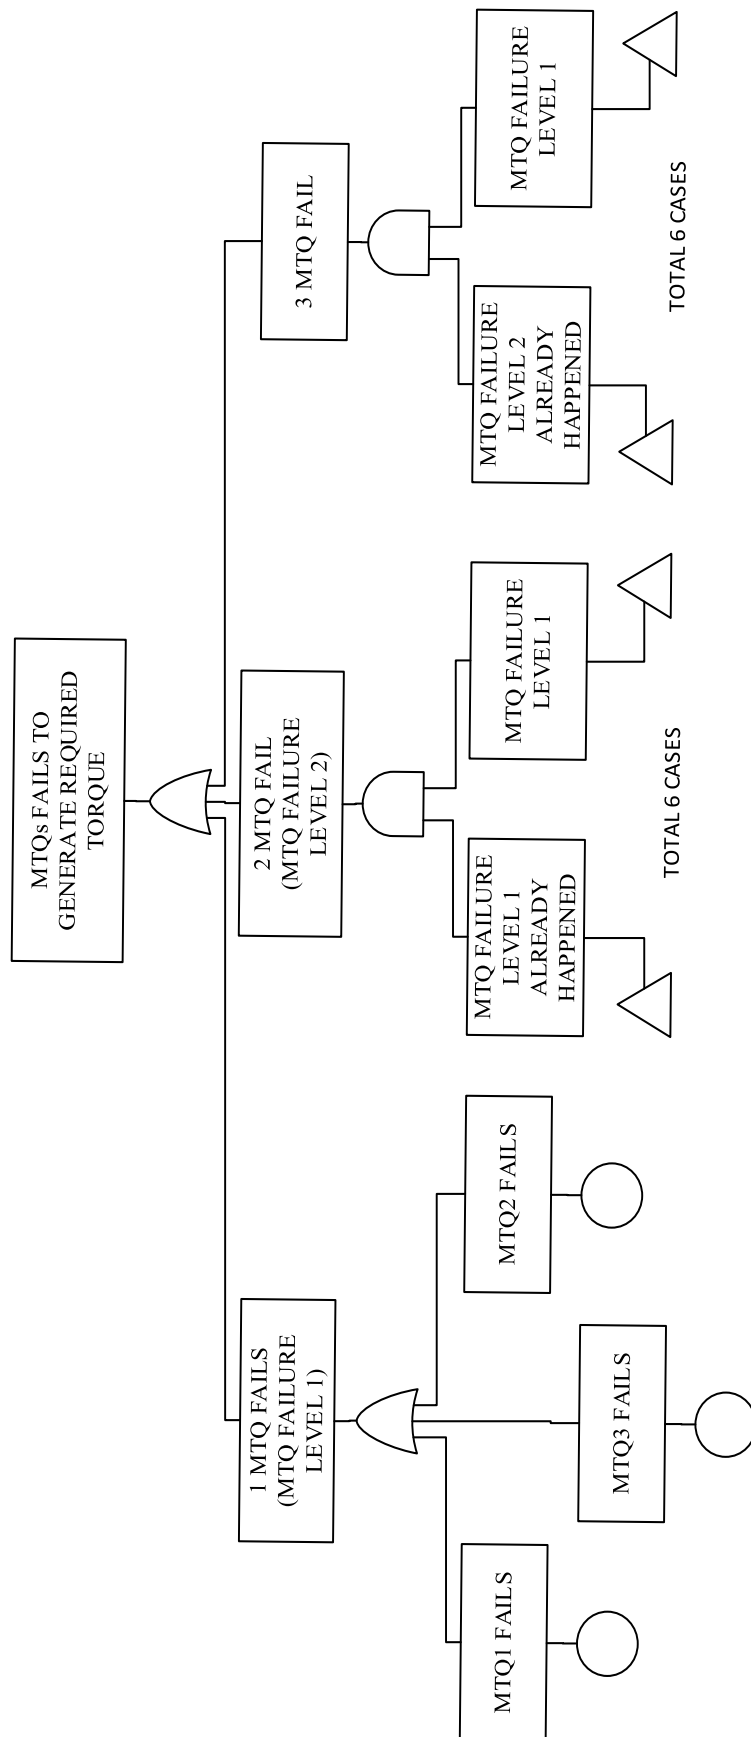 MTQs FAILS TO
GENERATE REQUIRED
TORQUE
1 MTQ FAILS
(MTQ FAILURE
LEVEL 1)
2 MTQ FAIL
(MTQ FAILURE
LEVEL 2)
3 MTQ FAIL
MTQ1 FAILS
MTQ3 FAILS
MTQ2 FAILS
MTQ FAILURE
LEVEL 1
ALREADY
HAPPENED
MTQ FAILURE
LEVEL 1
MTQ FAILURE
LEVEL 2
ALREADY
HAPPENED
MTQ FAILURE
LEVEL 1
TOTAL 6 CASES
TOTAL 6 CASES